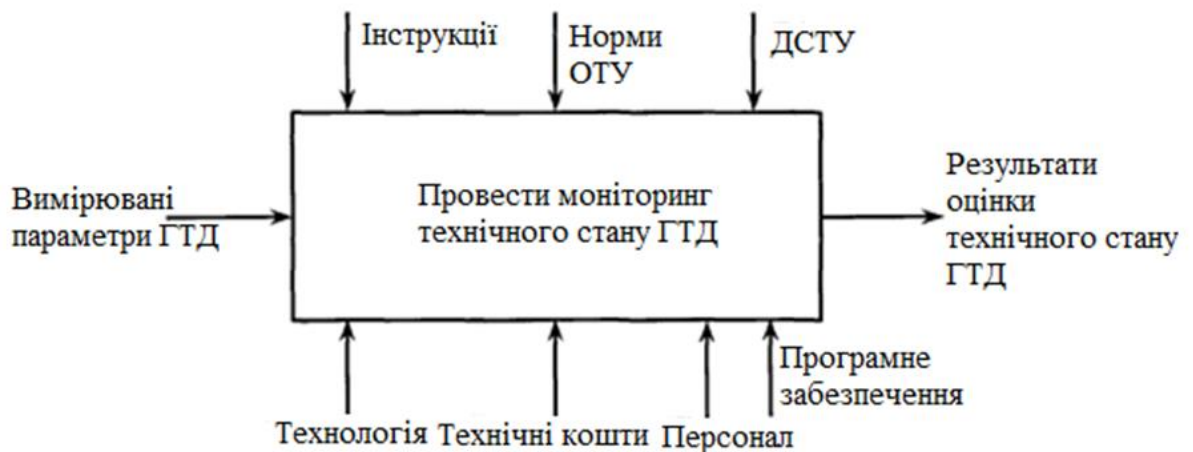 Інструкції
Норми
ОТУ
ДСТУ
Вимірювані
параметри ГТД
Провести моніторинг
технічного стану ГТД
Результати
оцінки
технічного стану
ГТД
Технологія
Технічні кошти
Персонал
Програмне
забезпечення